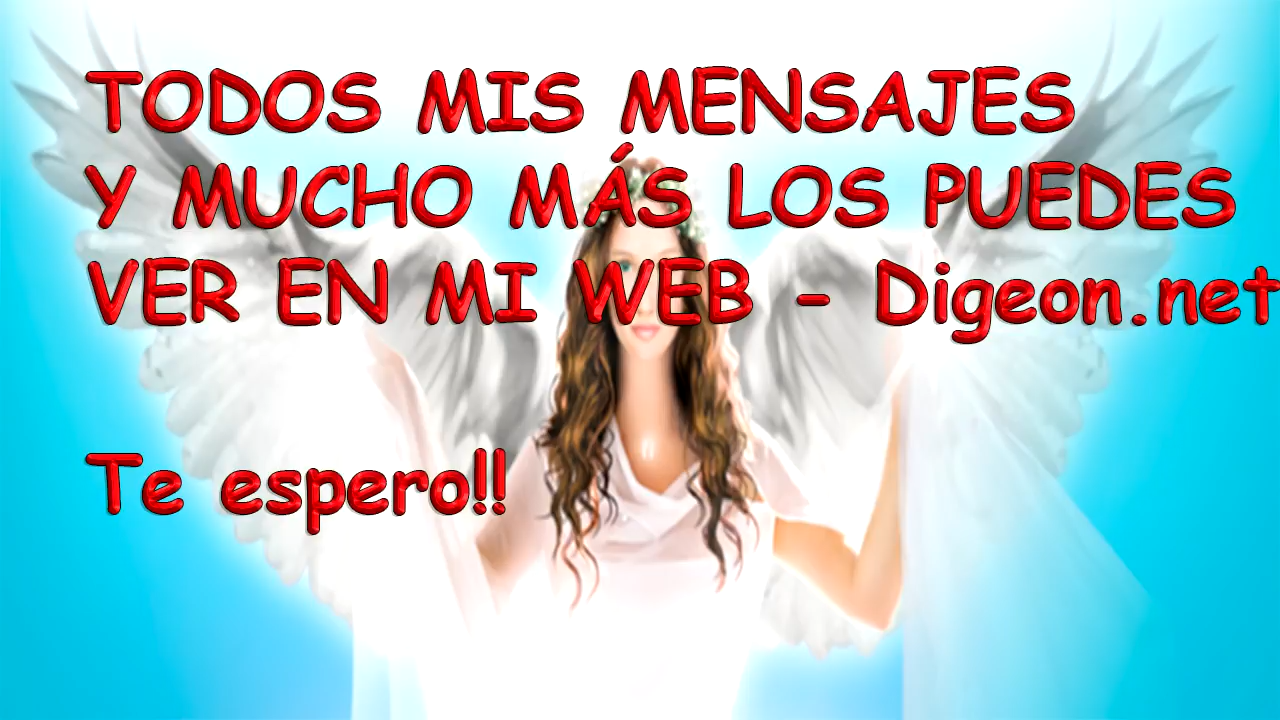 TODOS MIS MENSAJES
Y MUCHO MÁS LOS PUEDES
VER EN MI WEB - Digeon.net
Te espero!!